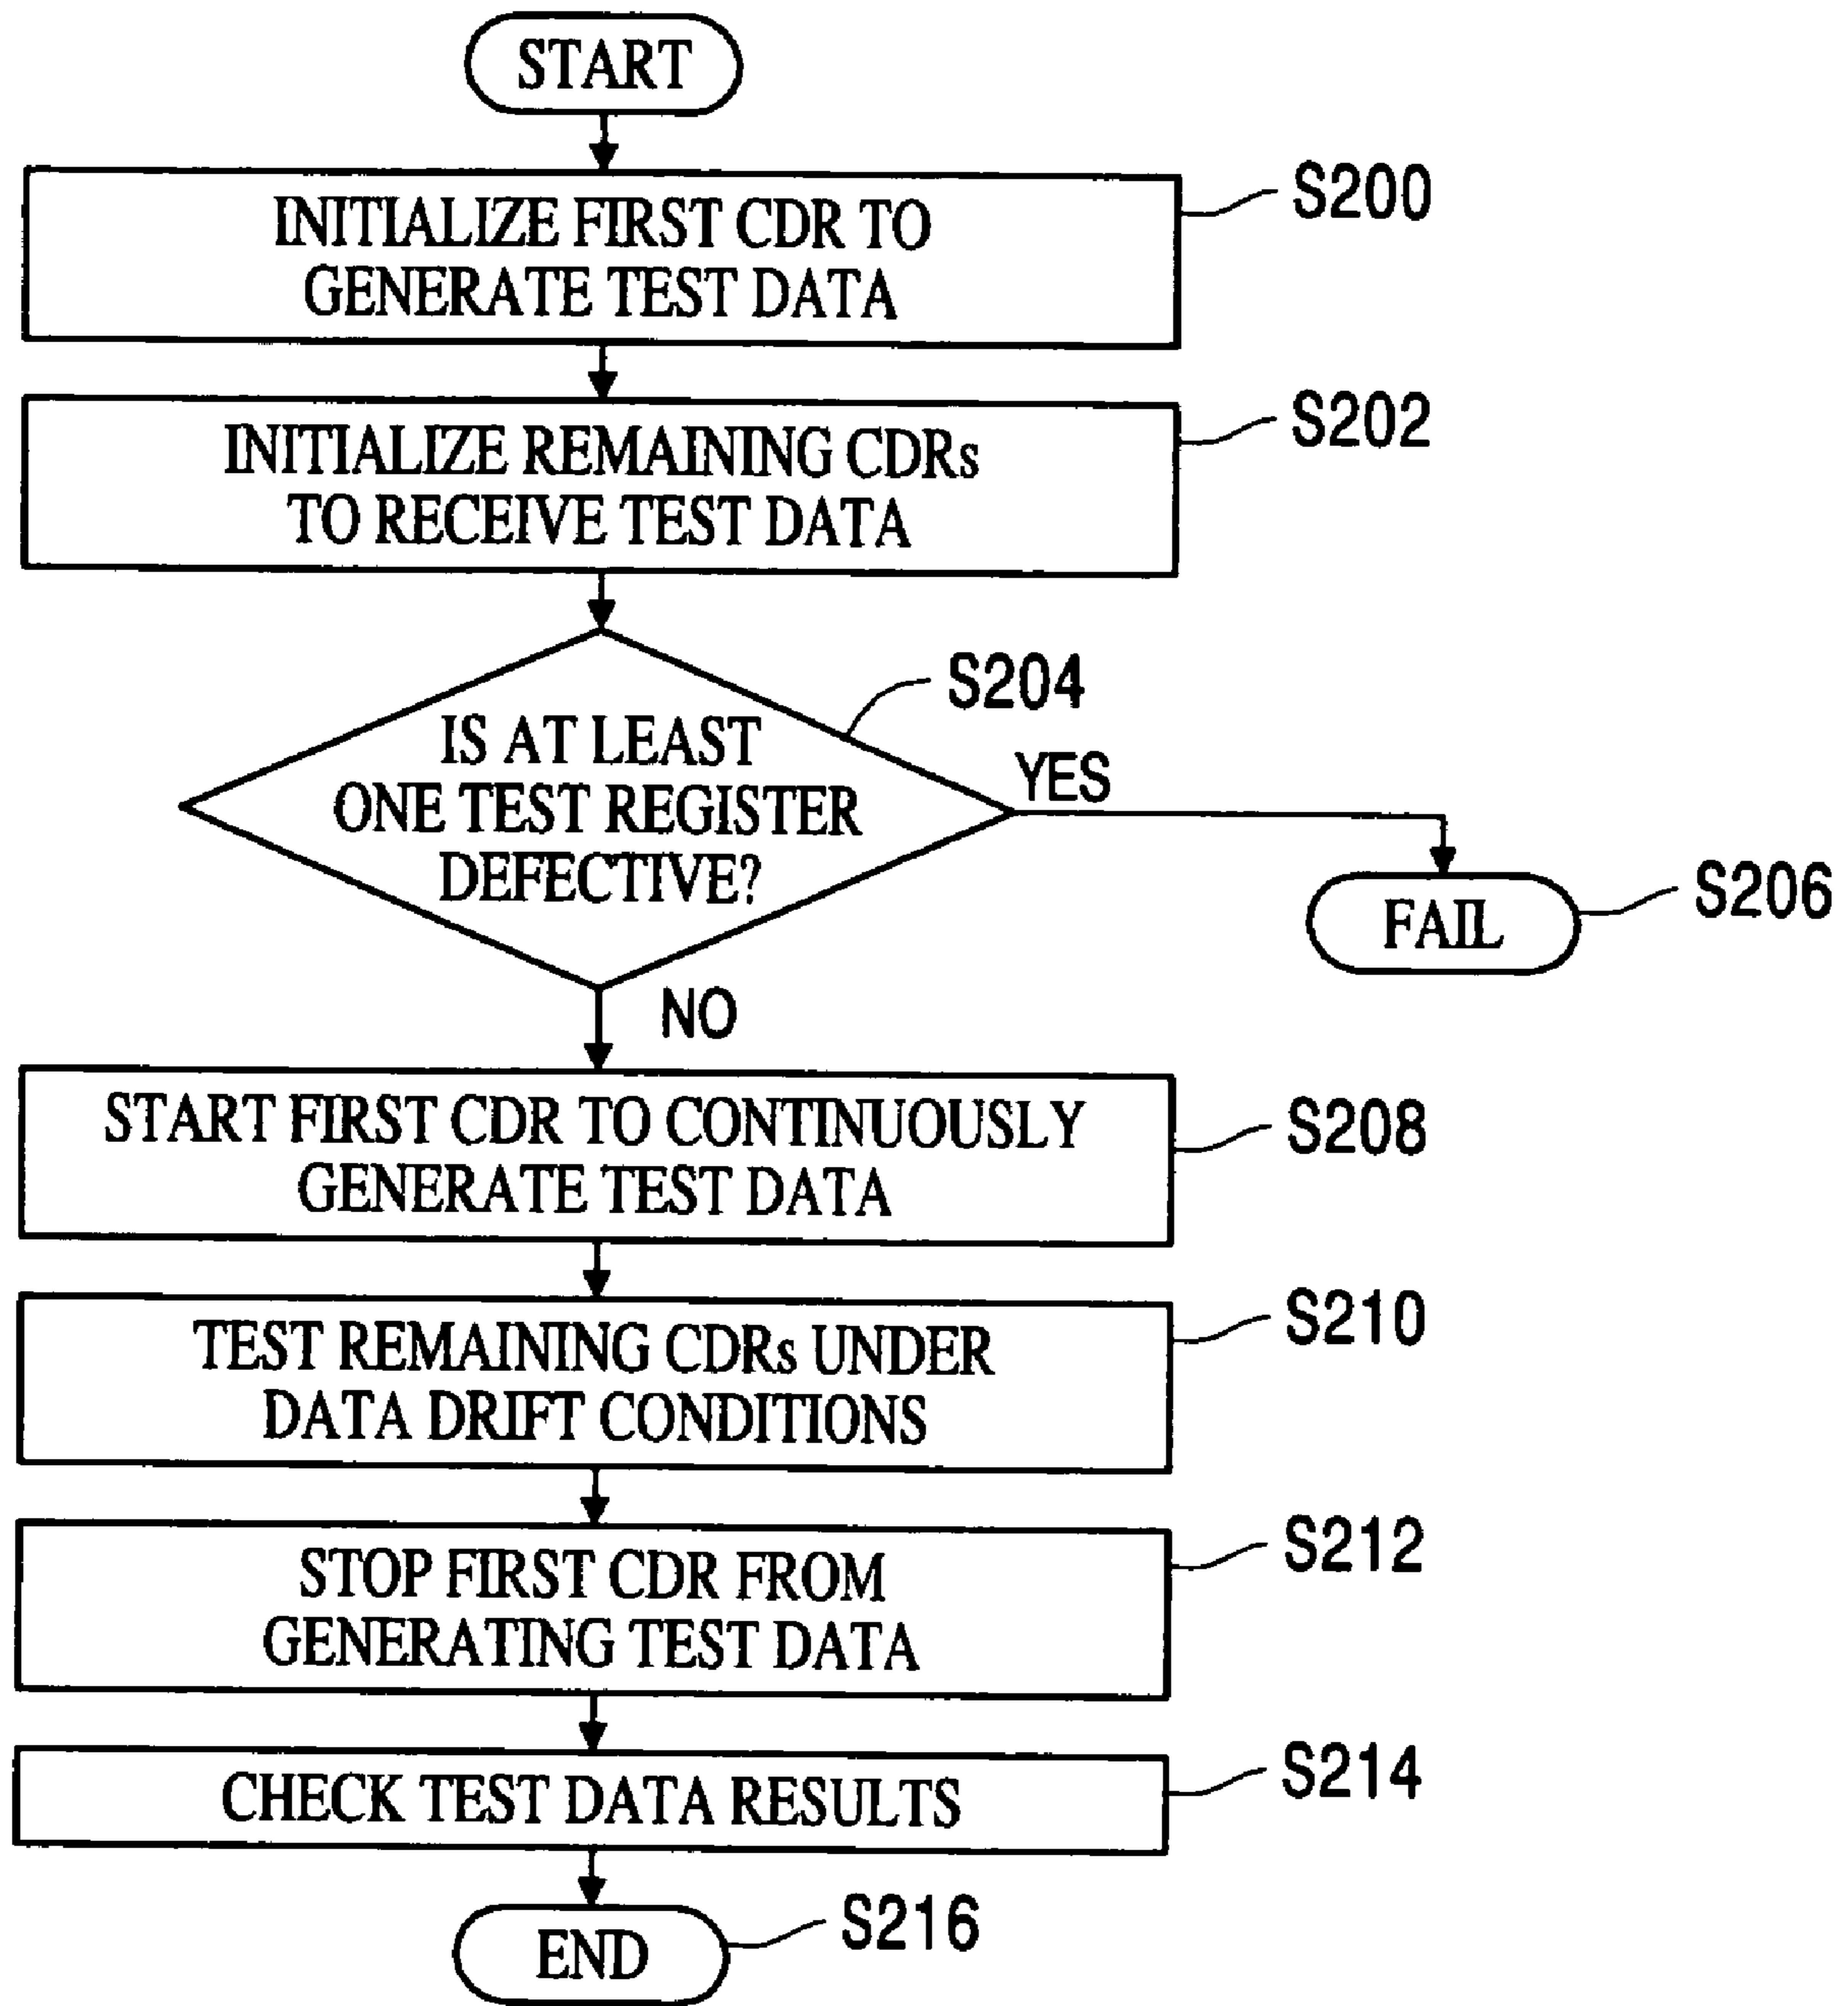 START
INITIALIZE FIRST CDR TO
GENERATE TEST DATA
S200
INITIALIZE REMAINING CDRs
TO RECEIVE TEST DATA
S202
IS AT LEAST
ONE TEST REGISTER
DEFECTIVE?
S204
YES
FAIL
S206
NO
START FIRST CDR TO CONTINUOUSLY
GENERATE TEST DATA
S208
TEST REMAINING CDRs UNDER
DATA DRIFT CONDITIONS
S210
STOP FIRST CDR FROM
GENERATING TEST DATA
S212
CHECK TEST DATA RESULTS
S214
END
S216